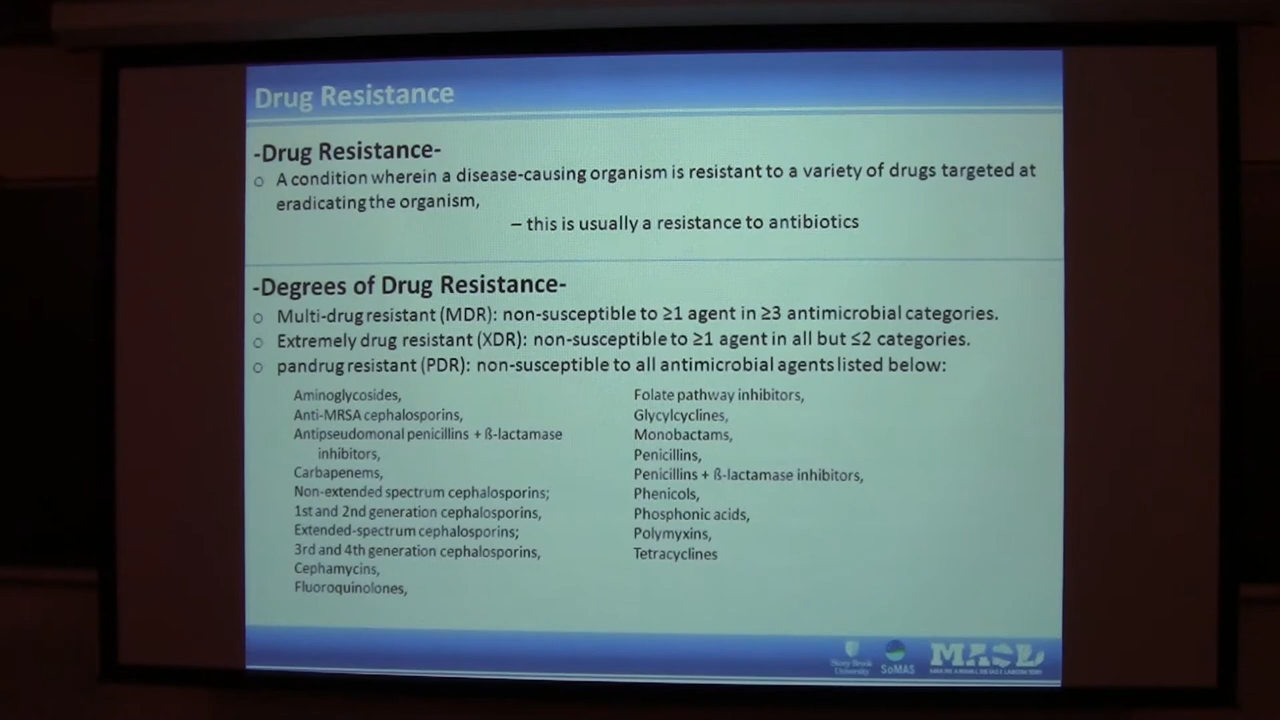 Drug Resistance
-Drug Resistance-
○ A condition wherein a disease-causing organism is resistant to a variety of drugs targeted at
eradicating the organism,
– this is usually a resistance to antibiotics
-Degrees of Drug Resistance-
○ Multi-drug resistant (MDR): non-susceptible to ≥1 agent in ≥3 antimicrobial categories.
○ Extremely drug resistant (XDR): non-susceptible to ≥1 agent in all but ≤2 categories.
○ pandrug resistant (PDR): non-susceptible to all antimicrobial agents listed below:
Aminoglycosides,
Anti-MRSA cephalosporins,
Antipseudomonal penicillins + ß-lactamase
inhibitors,
Carbapenems,
Non-extended spectrum cephalosporins;
1st and 2nd generation cephalosporins,
Extended-spectrum cephalosporins;
3rd and 4th generation cephalosporins,
Cephamycins,
Fluoroquinolones,
Folate pathway inhibitors,
Glycylcyclines,
Monobactams,
Penicillins,
Penicillins + ß-lactamase inhibitors,
Phenicols,
Phosphonic acids,
Polymyxins,
Tetracyclines
Stony Brook
University
SoMAS